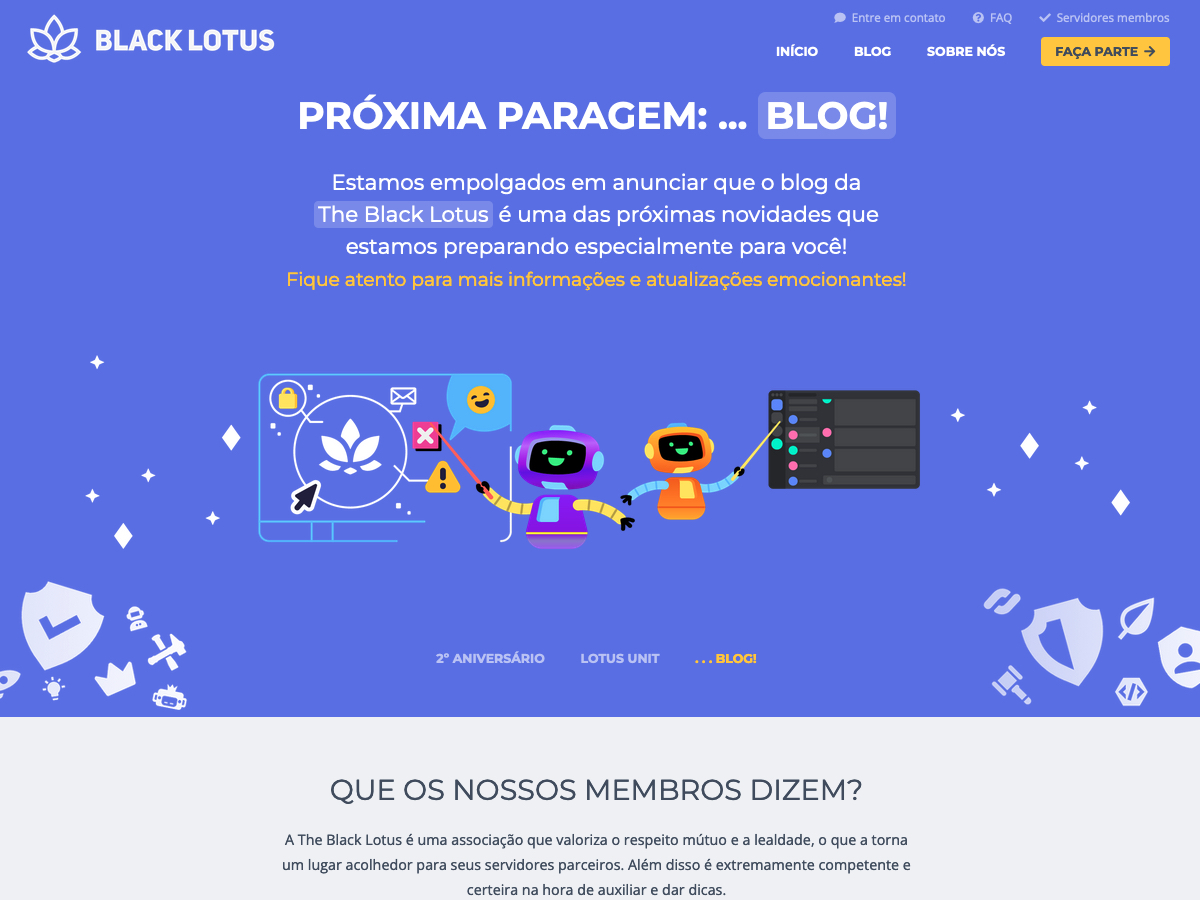 Entre em contato
FAQ
Servidores membros
BLACK LOTUS
INÍCIO
BLOG
SOBRE NÓS
FAÇA PARTE
PRÓXIMA PARAGEM: ... BLOG!
Estamos empolgados em anunciar que o blog da
The Black Lotus é uma das próximas novidades que
estamos preparando especialmente para você!
Fique atento para mais informações e atualizações emocionantes!
2º ANIVERSÁRIO
LOTUS UNIT
. . . BLOG!
QUE OS NOSSOS MEMBROS DIZEM?
A The Black Lotus é uma associação que valoriza o respeito mútuo e a lealdade, o que a torna
um lugar acolhedor para seus servidores parceiros. Além disso é extremamente competente e
certeira na hora de auxiliar e dar dicas.